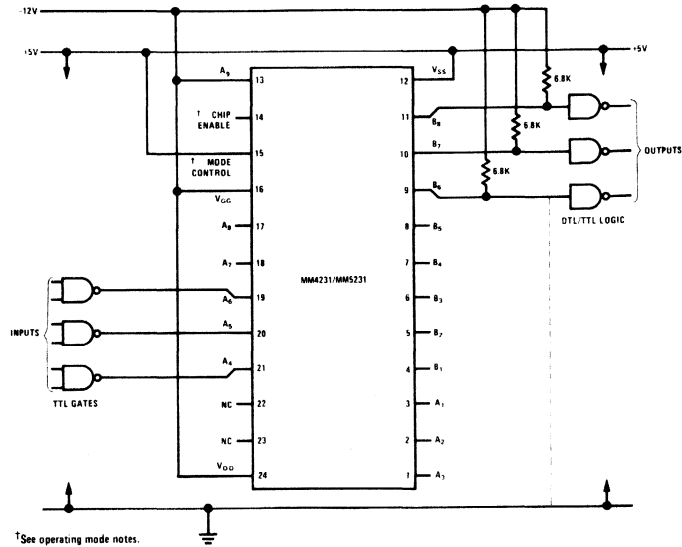 -12V
+5V
+5V
A9
13
† CHIP ENABLE
14
15
† MODE CONTROL
16
VGG
A8
17
A7
18
A6
19
A5
20
A4
21
NC
22
NC
23
VDD
24
MM4231/MM5231
12
VSS
11
B8
10
B7
9
B6
8
B5
7
B4
6
B3
5
B7
4
B1
3
A1
2
A2
1
A3
6.8K
6.8K
6.8K
OUTPUTS
DTL/TTL LOGIC
INPUTS
TTL GATES
†See operating mode notes.